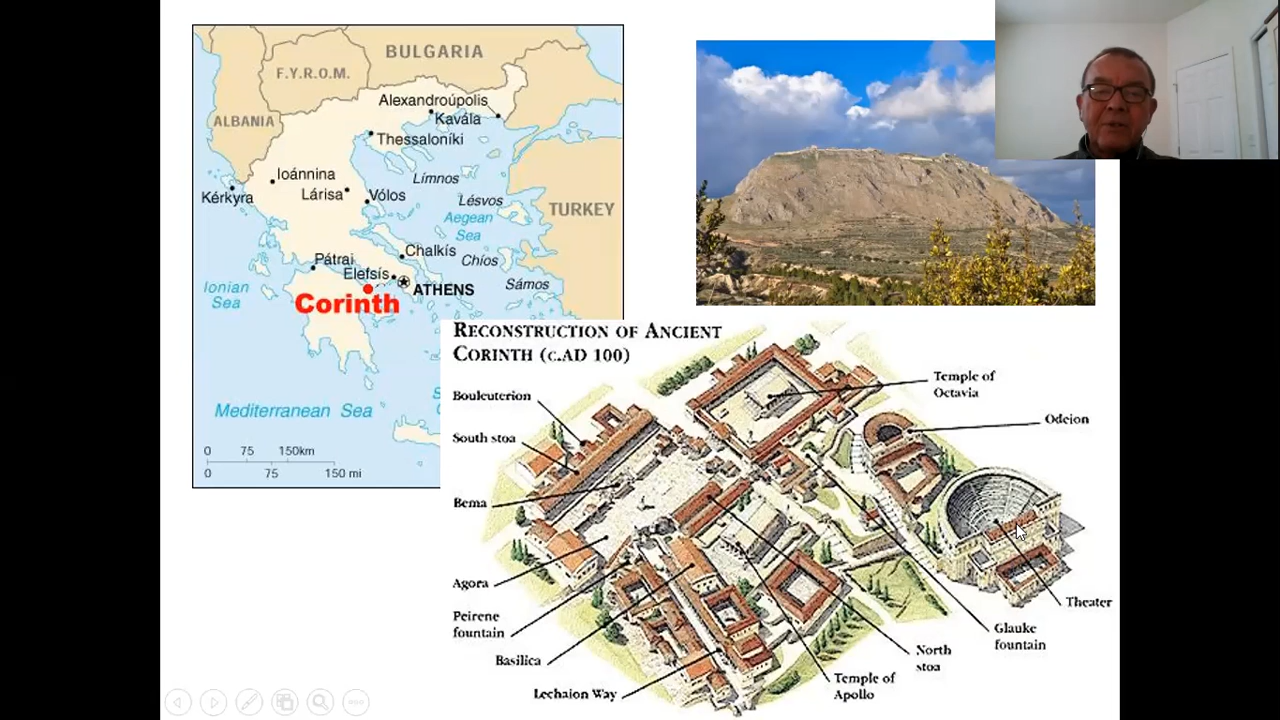 BULGARIA
F.Y.R.O.M.
ALBANIA
Alexandroúpolis
Kavála
Thessaloníki
Ioánnina
Límnos
Kérkyra
Lárisa
Vólos
Lésvos
TURKEY
Aegean
Sea
Chalkís
Chíos
Pátrai
Elefsís
Ionian
Sea
ATHENS
Sámos
Corinth
Mediterranean Sea
S
0 75 150km
0 75 150 mi
RECONSTRUCTION OF ANCIENT
CORINTH (C.AD 100)
Bouleuterion
South stoa
Bema
Agora
Peirene
fountain
Basilica
Lechaion Way
Temple of
Octavia
Odeion
Theater
Glauke
fountain
North
stoa
Temple of
Apollo